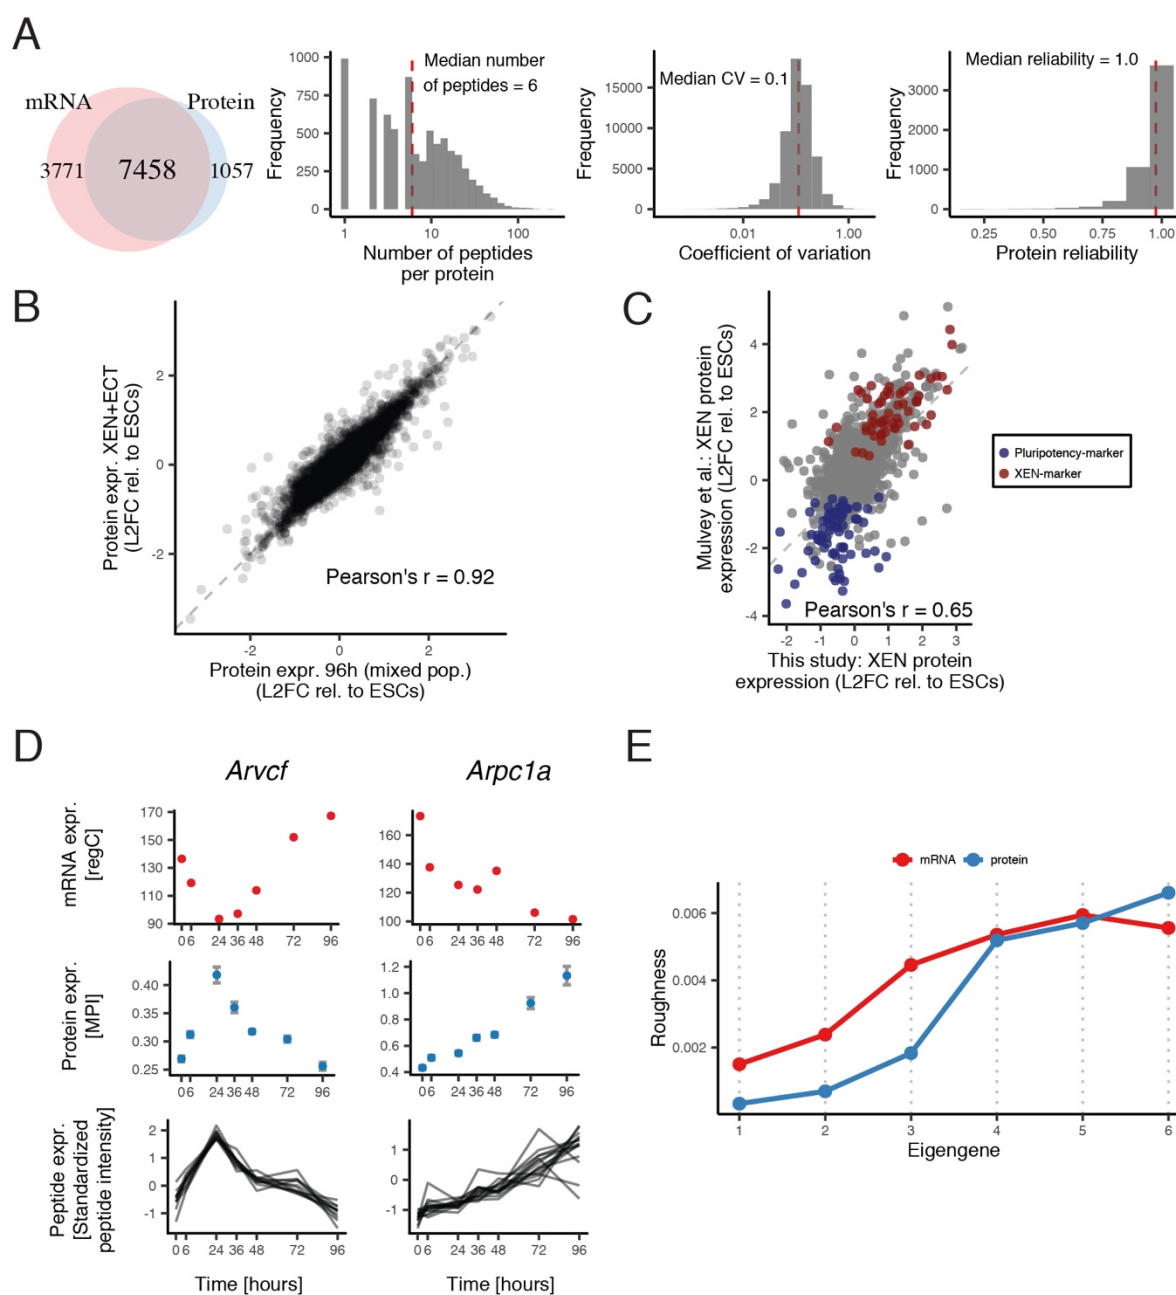 A
mRNA
Protein
3771
7458
1057
Frequency
1000
750
500
250
0
1
10
100
Median number
of peptides = 6
Number of peptides
per protein
Frequency
15000
10000
5000
0
0.01
1.00
Median CV = 0.1
Coefficient of variation
Frequency
3000
2000
1000
0
0.25
0.50
0.75
1.00
Median reliability = 1.0
Protein reliability
B
Protein expr. XEN+ECT
(L2FC rel. to ESCs)
2
0
-2
-2
0
2
Pearson's r = 0.92
Protein expr. 96h (mixed pop.)
(L2FC rel. to ESCs)
C
Mulvey et al.: XEN protein
expression (L2FC rel. to ESCs)
4
2
0
-2
-4
-2
-1
0
1
2
3
Pearson's r = 0.65
This study: XEN protein
expression (L2FC rel. to ESCs)
Pluripotency-marker
XEN-marker
D
Arvcf
Arpc1a
mRNA expr.
[regC]
170
150
130
110
90
0 6 24 36 48 72 96
160
140
120
100
0 6 24 36 48 72 96
Protein expr.
[MPI]
0.40
0.35
0.30
0.25
0 6 24 36 48 72 96
1.2
1.0
0.8
0.6
0.4
0 6 24 36 48 72 96
Peptide expr.
[Standardized
peptide intensity]
2
1
0
-1
0 6 24 36 48 72 96
Time [hours]
1
0
-1
0 6 24 36 48 72 96
Time [hours]
E
mRNA
protein
Roughness
0.006
0.004
0.002
1
2
3
4
5
6
Eigengene